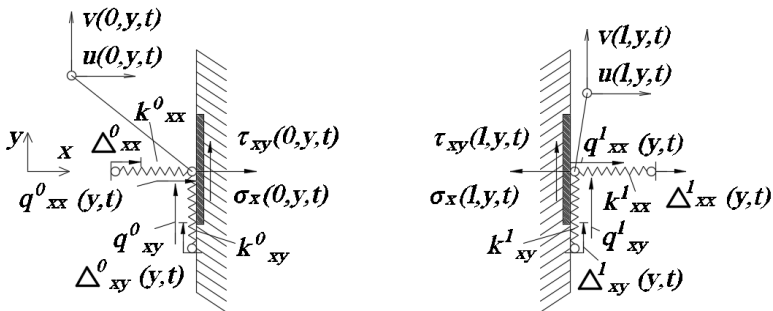 v(0,y,t)
u(0,y,t)
k⁰xx
y
x
Δ⁰xx
q⁰xx (y,t)
τxy(0,y,t)
σx(0,y,t)
q⁰xy
k⁰xy
Δ⁰xy (y,t)
v(l,y,t)
u(l,y,t)
τxy(l,y,t)
q¹xx (y,t)
σx(l,y,t)
k¹xx
Δ¹xx (y,t)
k¹xy
q¹xy
Δ¹xy (y,t)